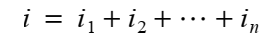 i = i₁ + i₂ + ⋯ + iₙ